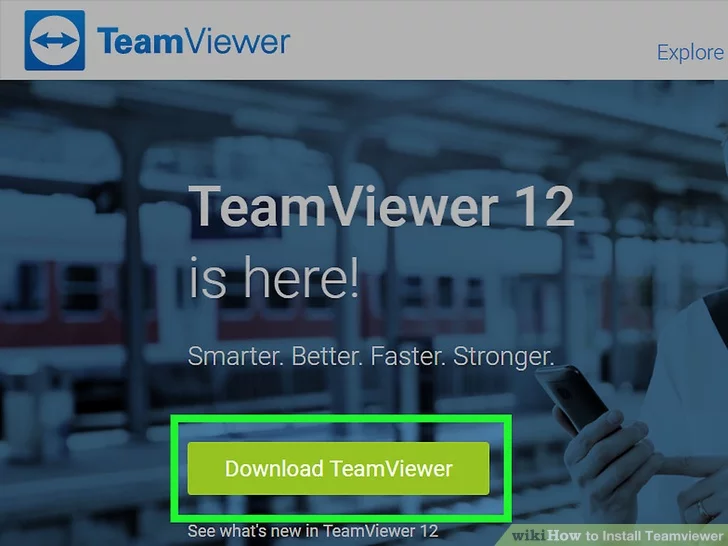 TeamViewer
Explore
TeamViewer 12
is here!
Smarter. Better. Faster. Stronger.
Download TeamViewer
See what's new in TeamViewer 12
wikiHow to Install Teamviewer